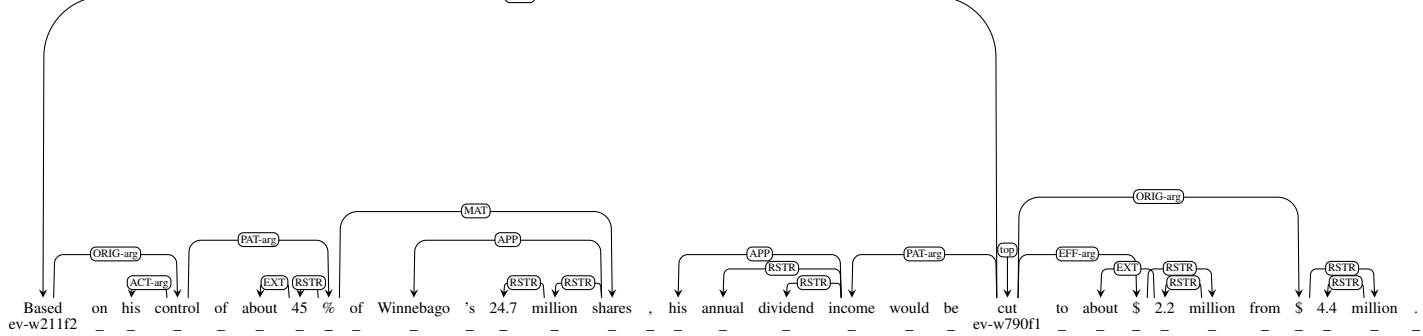 MAT
ORIG-arg
PAT-arg
ORIG-arg
APP
APP
PAT-arg
top
EFF-arg
ACT-arg
EXT
RSTR
RSTR
RSTR
RSTR
RSTR
EXT
RSTR
RSTR
RSTR
RSTR
Based on his control of about 45 % of Winnebago 's 24.7 million shares , his annual dividend income would be cut to about $ 2.2 million from $ 4.4 million .
ev-w211f2 _ _ _ _ _ _ _ _ _ _ _ _ _ _ _ _ _ _ _ _ ev-w790f1 _ _ _ _ _ _ _ _ _ _